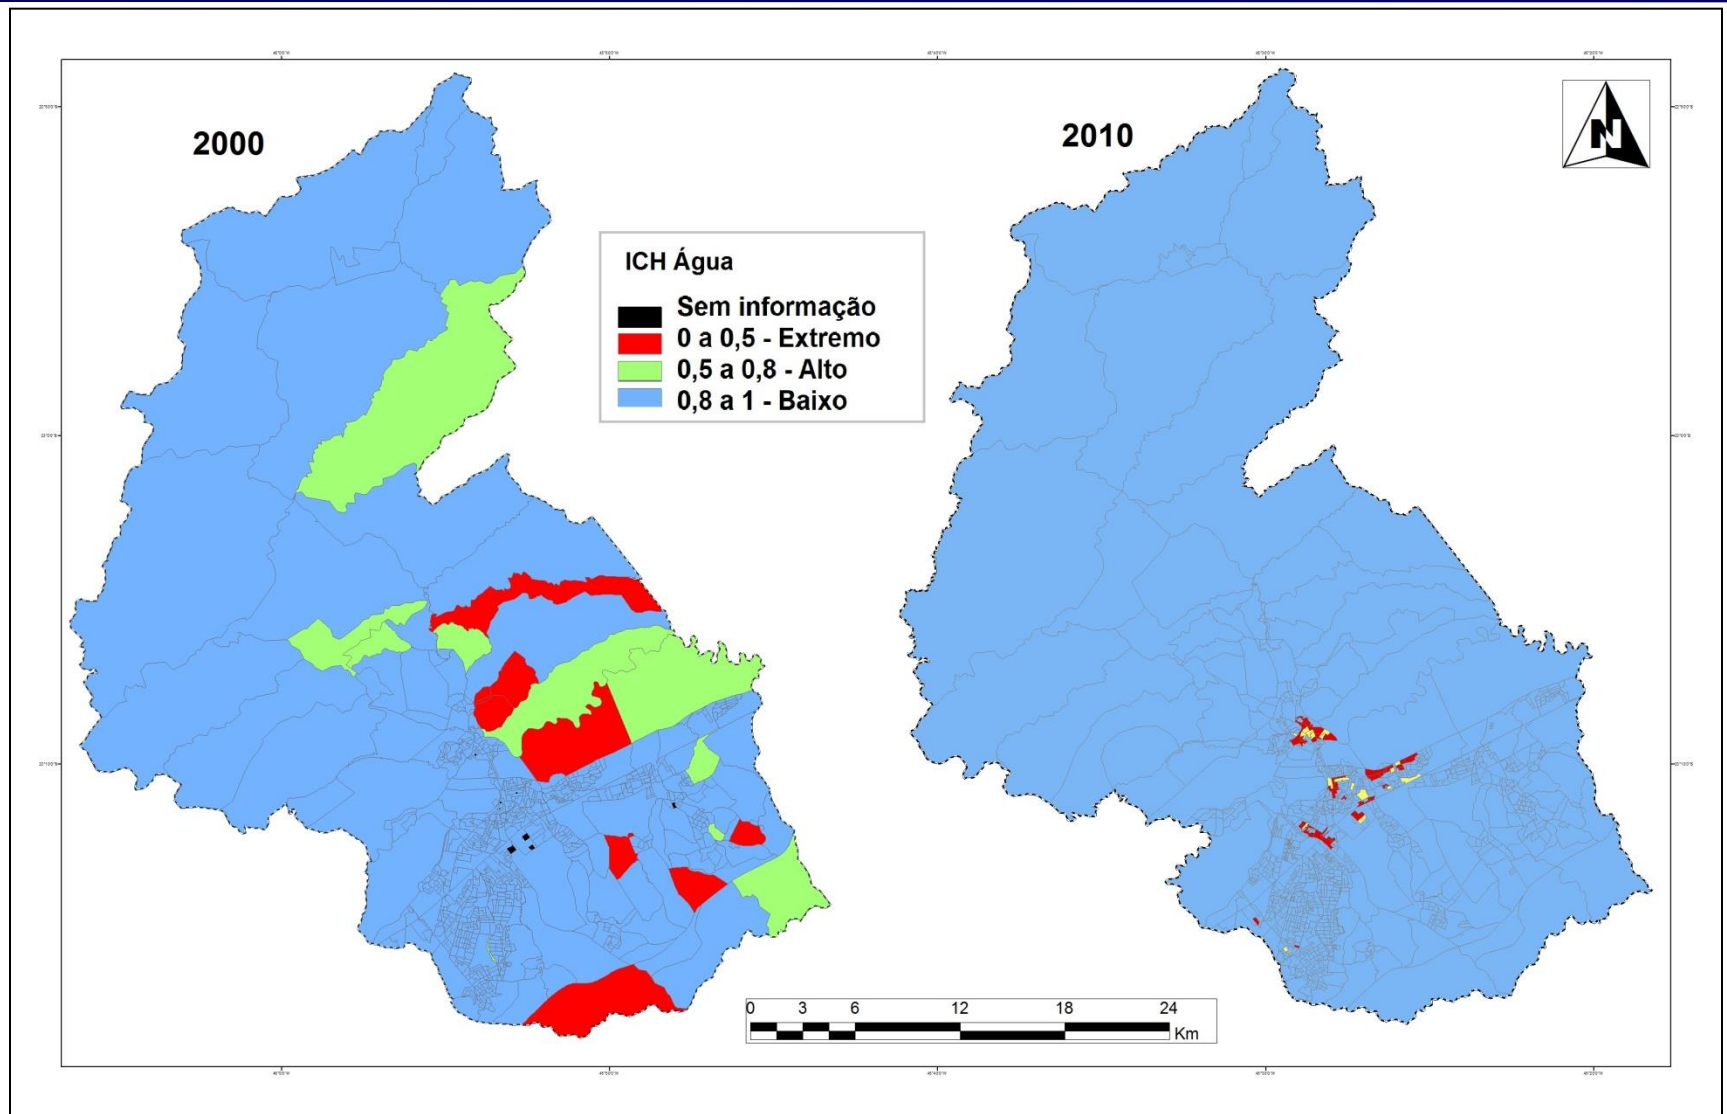 2000
2010
N
ICH Água
Sem informação
0 a 0,5 - Extremo
0,5 a 0,8 - Alto
0,8 a 1 - Baixo
0 3 6 12 18 24
Km